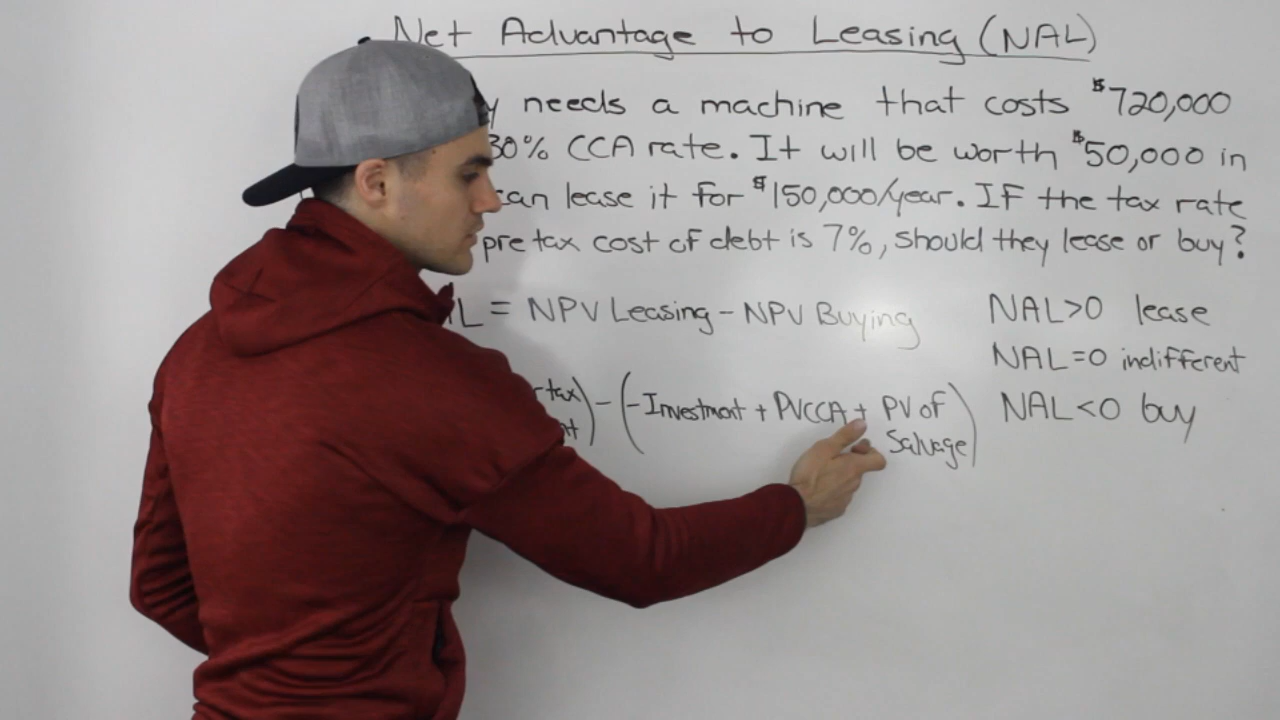 Net Advantage to Leasing (NAL)
needs a machine that costs $720,000
30% CCA rate. It will be worth $50,000 in
can lease it for $150,000/year. If the tax rate
pre tax cost of debt is 7%, should they lease or buy?
= NPV Leasing - NPV Buying
NAL>0 lease
NAL=0 indifferent
NAL<0 buy
tax) - (-Investment + PVCCA + PV of
Salvage)